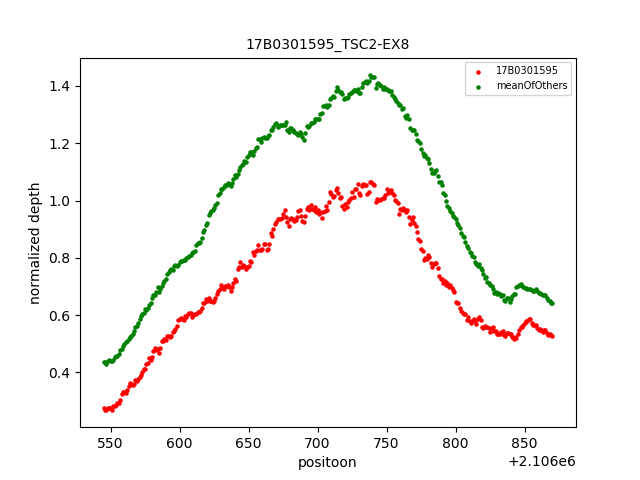 17B0301595_TSC2-EX8
17B0301595
meanOfOthers
normalized depth
1.4
1.2
1.0
0.8
0.6
0.4
550 600 650 700 750 800 850
positoon
+2.106e6